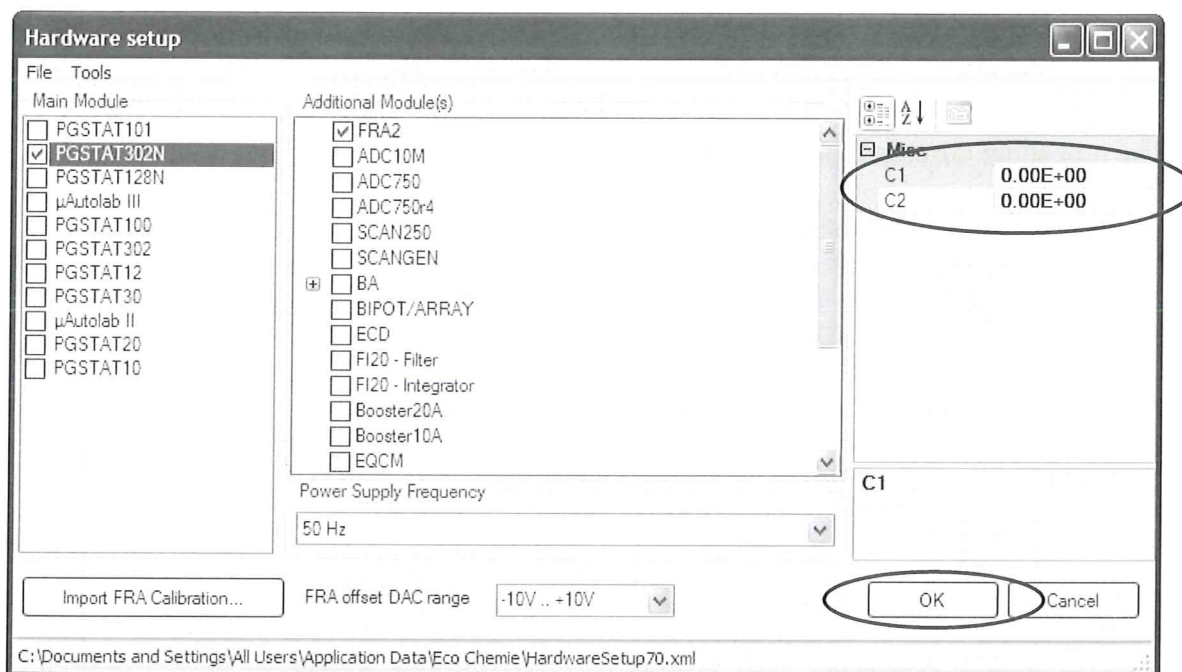 Hardware setup
File Tools
Main Module
PGSTAT101
PGSTAT302N
PGSTAT128N
µAutolab III
PGSTAT100
PGSTAT302
PGSTAT12
PGSTAT30
µAutolab II
PGSTAT20
PGSTAT10
Additional Module(s)
FRA2
ADC10M
ADC750
ADC750r4
SCAN250
SCANGEN
BA
BIPOT/ARRAY
ECD
FI20 - Filter
FI20 - Integrator
Booster20A
Booster10A
EQCM
Power Supply Frequency
50 Hz
Misc
C1 0.00E+00
C2 0.00E+00
C1
Import FRA Calibration...
FRA offset DAC range -10V .. +10V
OK Cancel
C:\Documents and Settings\All Users\Application Data\Eco Chemie\HardwareSetup70.xml